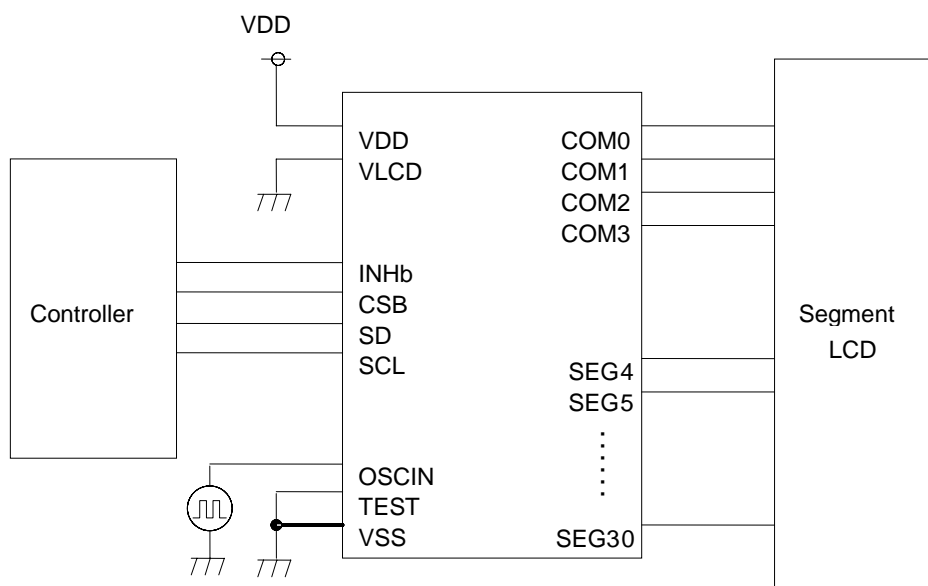 VDD
VDD
VLCD
INHb
CSB
SD
SCL
OSCIN
TEST
VSS
COM0
COM1
COM2
COM3
SEG4
SEG5
SEG30
Controller
Segment
LCD